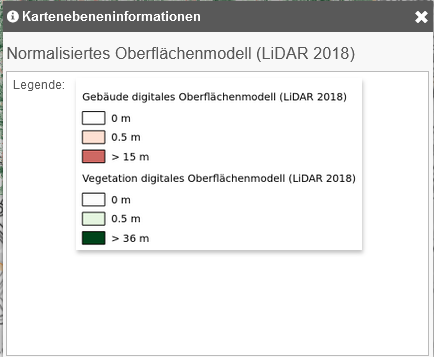 Kartenebeneninformationen
Normalisiertes Oberflächenmodell (LiDAR 2018)
Legende:
Gebäude digitales Oberflächenmodell (LiDAR 2018)
0 m
0.5 m
> 15 m
Vegetation digitales Oberflächenmodell (LiDAR 2018)
0 m
0.5 m
> 36 m